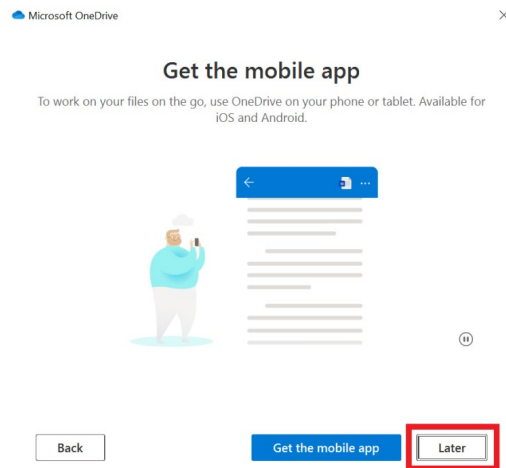 Microsoft OneDrive
Get the mobile app
To work on your files on the go, use OneDrive on your phone or tablet. Available for
iOS and Android.
Back
Get the mobile app
Later